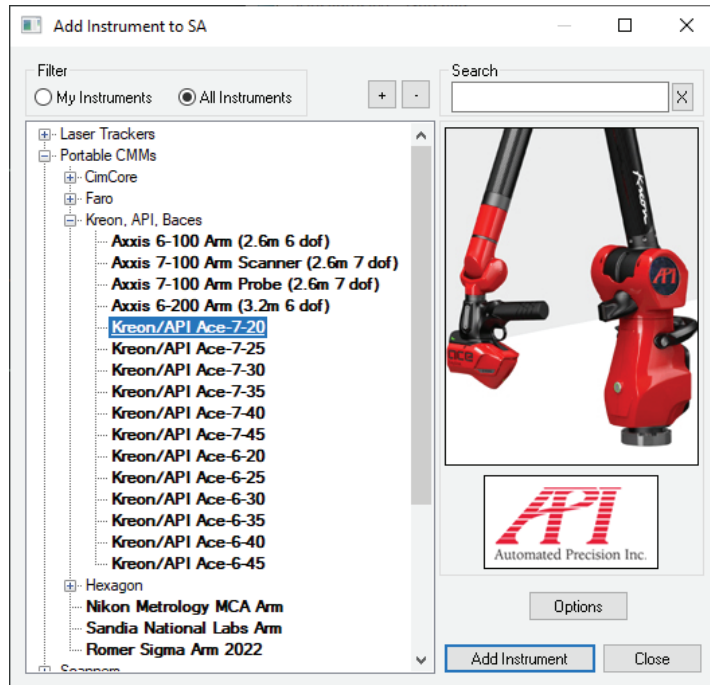 Add Instrument to SA
Filter
My Instruments
All Instruments
+
-
Search
X
Laser Trackers
Portable CMMs
CimCore
Faro
Kreon, API, Baces
Axxis 6-100 Arm (2.6m 6 dof)
Axxis 7-100 Arm Scanner (2.6m 7 dof)
Axxis 7-100 Arm Probe (2.6m 7 dof)
Axxis 6-200 Arm (3.2m 6 dof)
Kreon/API Ace-7-20
Kreon/API Ace-7-25
Kreon/API Ace-7-30
Kreon/API Ace-7-35
Kreon/API Ace-7-40
Kreon/API Ace-7-45
Kreon/API Ace-6-20
Kreon/API Ace-6-25
Kreon/API Ace-6-30
Kreon/API Ace-6-35
Kreon/API Ace-6-40
Kreon/API Ace-6-45
Hexagon
Nikon Metrology MCA Arm
Sandia National Labs Arm
Romer Sigma Arm 2022
Scanners
Kreon
API
ace
API
Automated Precision Inc.
Options
Add Instrument
Close